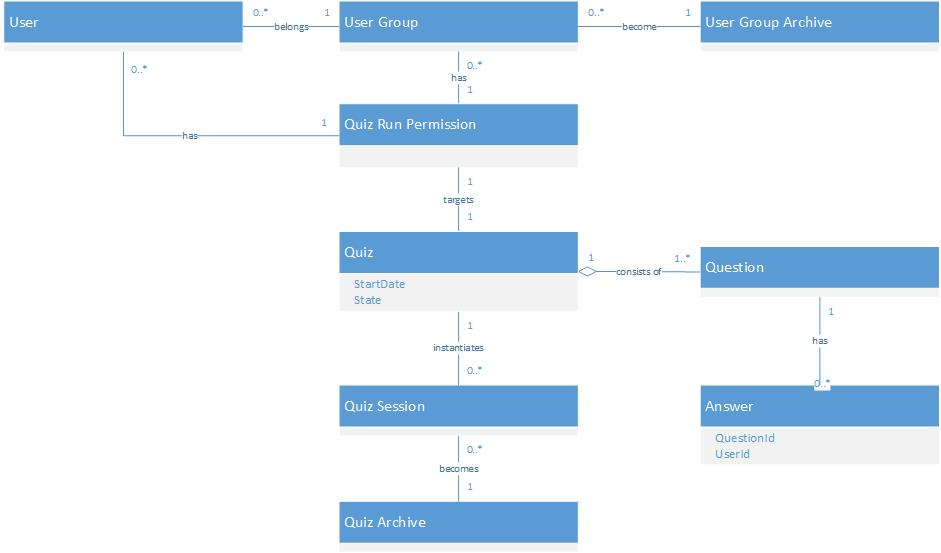 User
0..*
belongs
1
User Group
0..*
become
1
User Group Archive
0..*
has
1
0..*
has
1
Quiz Run Permission
1
targets
1
Quiz
StartDate
State
1
consists of
1..*
Question
1
instantiates
0..*
1
has
0..*
Quiz Session
Answer
QuestionId
UserId
0..*
becomes
1
Quiz Archive